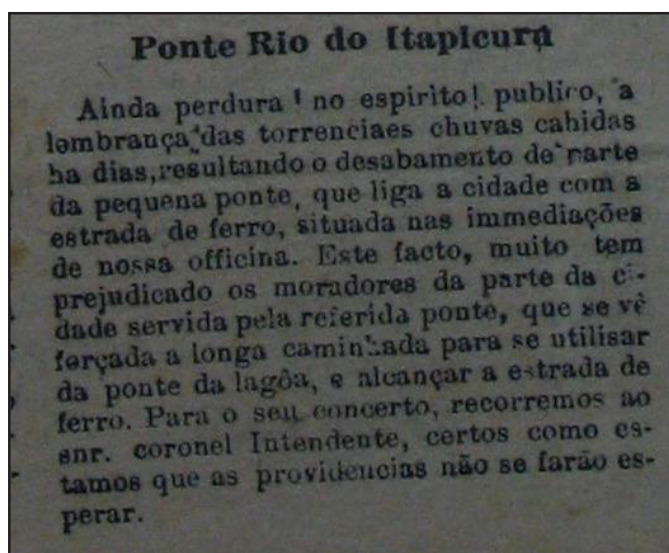 Ponte Rio do Itapicurú
Ainda perdura ! no espirito !. publico, a
lembrança das torrenciaes chuvas cahidas
ha dias, resultando o desabamento de parte
da pequena ponte, que liga a cidade com a
estrada de ferro, situada nas immediações
de nossa officina. Este facto, muito tem
prejudicado os moradores da parte da ci-
dade servida pela referida ponte, que se vê
forçada a longa caminhada para se utilisar
da ponte da lagôa, e alcançar a estrada de
ferro. Para o seu concerto, recorremos ao
snr. coronel Intendente, certos como es-
tamos que as providencias não se farão es-
perar.